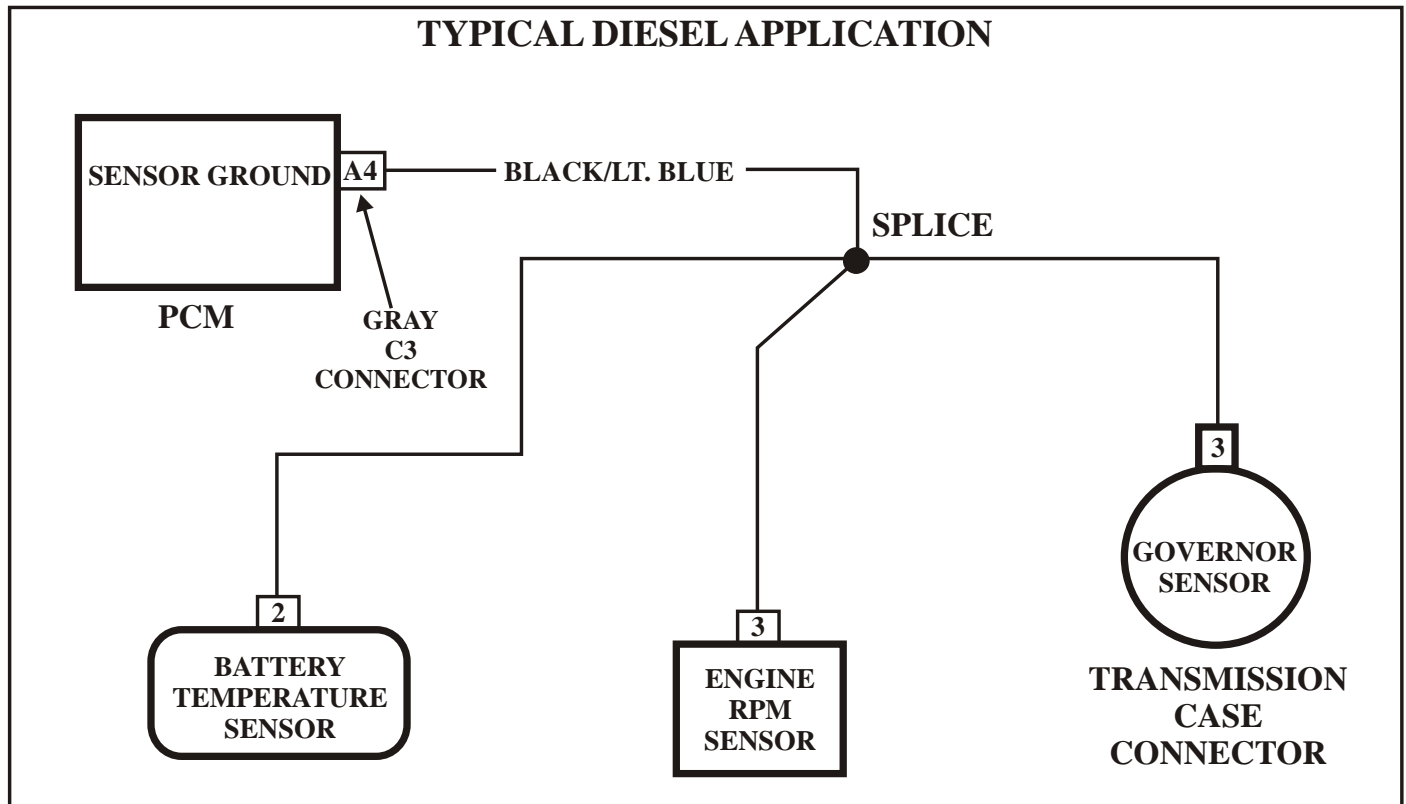 TYPICAL DIESEL APPLICATION
SENSOR GROUND
A4
BLACK/LT. BLUE
SPLICE
PCM
GRAY
C3
CONNECTOR
3
GOVERNOR
SENSOR
2
BATTERY
TEMPERATURE
SENSOR
3
ENGINE
RPM
SENSOR
TRANSMISSION
CASE
CONNECTOR